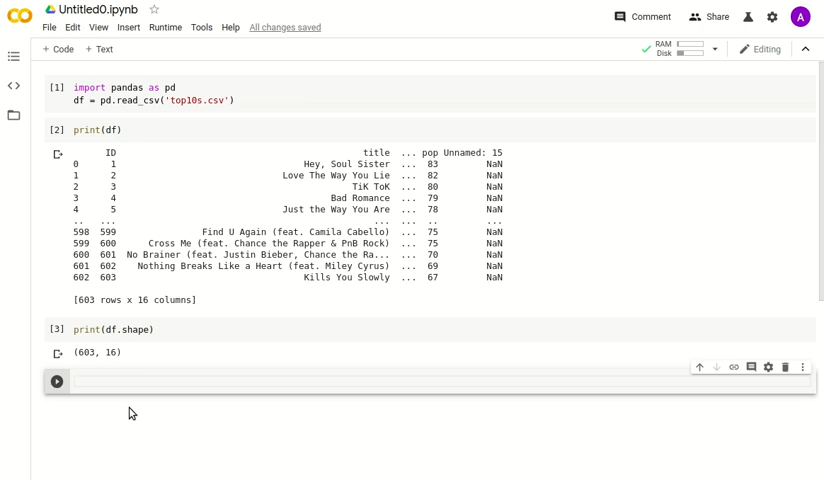 CO Untitled0.ipynb
File Edit View Insert Runtime Tools Help All changes saved
Comment Share A
+ Code + Text
RAM
Disk
Editing
[1] import pandas as pd
df = pd.read_csv('top10s.csv')
[2] print(df)
ID title ... pop Unnamed: 15
0 1 Hey, Soul Sister ... 83 NaN
1 2 Love The Way You Lie ... 82 NaN
2 3 TiK ToK ... 80 NaN
3 4 Bad Romance ... 79 NaN
4 5 Just the Way You Are ... 78 NaN
.. ... ... ... .. ...
598 599 Find U Again (feat. Camila Cabello) ... 75 NaN
599 600 Cross Me (feat. Chance the Rapper & PnB Rock) ... 75 NaN
600 601 No Brainer (feat. Justin Bieber, Chance the Ra... ... 70 NaN
601 602 Nothing Breaks Like a Heart (feat. Miley Cyrus) ... 69 NaN
602 603 Kills You Slowly ... 67 NaN
[603 rows x 16 columns]
[3] print(df.shape)
(603, 16)